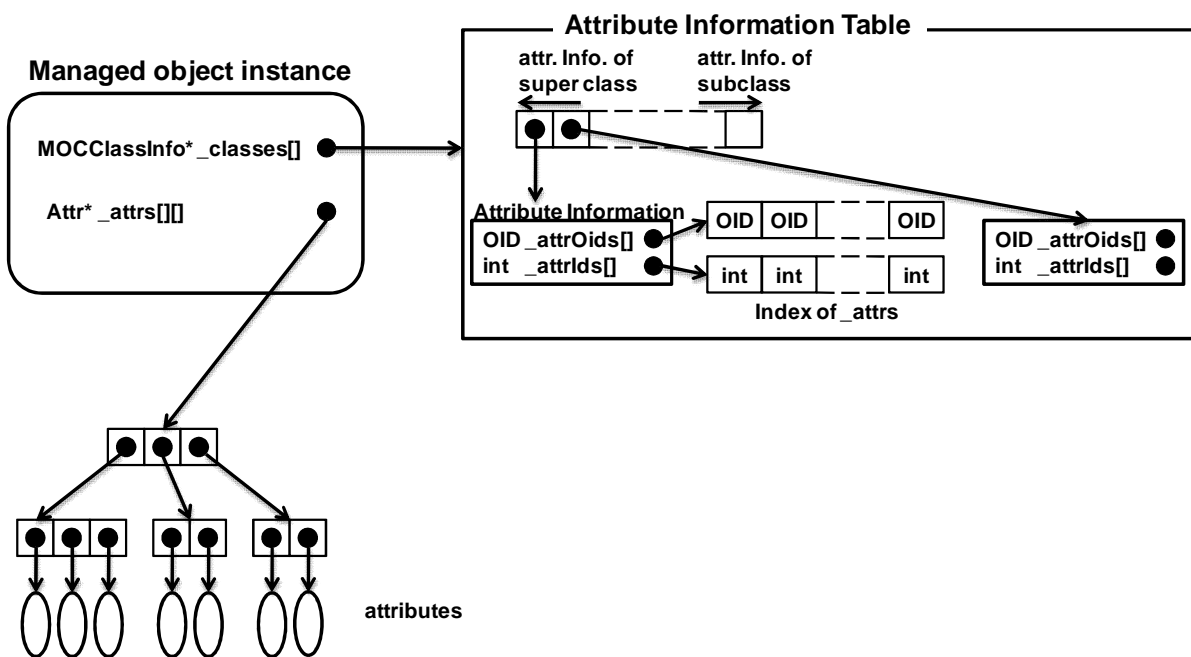 Attribute Information Table
attr. Info. of
super class
attr. Info. of
subclass
Managed object instance
MOCClassInfo* _classes[]
Attr* _attrs[][]
Attribute Information
OID _attrOids[]
int _attrIds[]
OID OID OID
int int int
Index of _attrs
OID _attrOids[]
int _attrIds[]
attributes